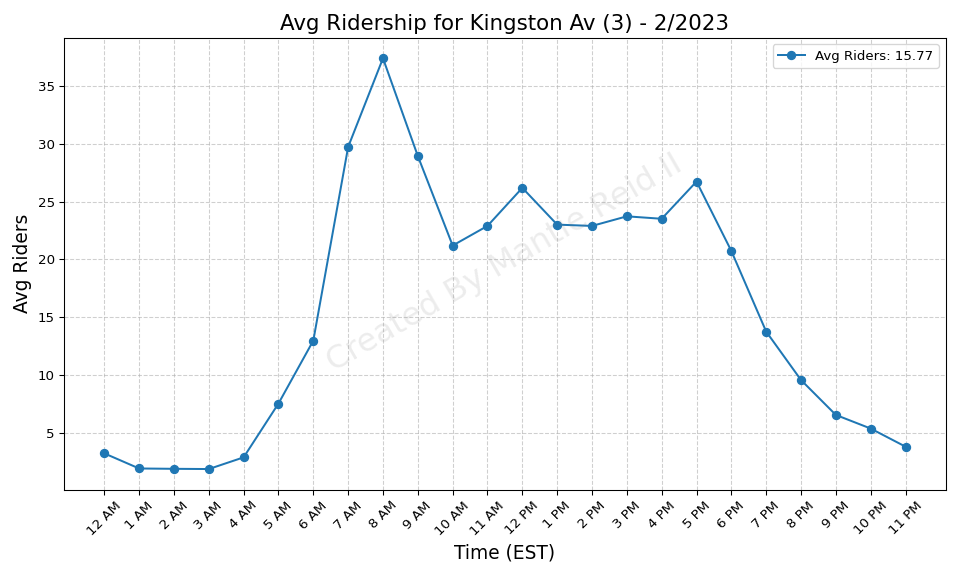 Avg Ridership for Kingston Av (3) - 2/2023
Avg Riders: 15.77
Avg Riders
35
30
25
20
15
10
5
Created By Mantie Reid II
12 AM
1 AM
2 AM
3 AM
4 AM
5 AM
6 AM
7 AM
8 AM
9 AM
10 AM
11 AM
12 PM
1 PM
2 PM
3 PM
4 PM
5 PM
6 PM
7 PM
8 PM
9 PM
10 PM
11 PM
Time (EST)